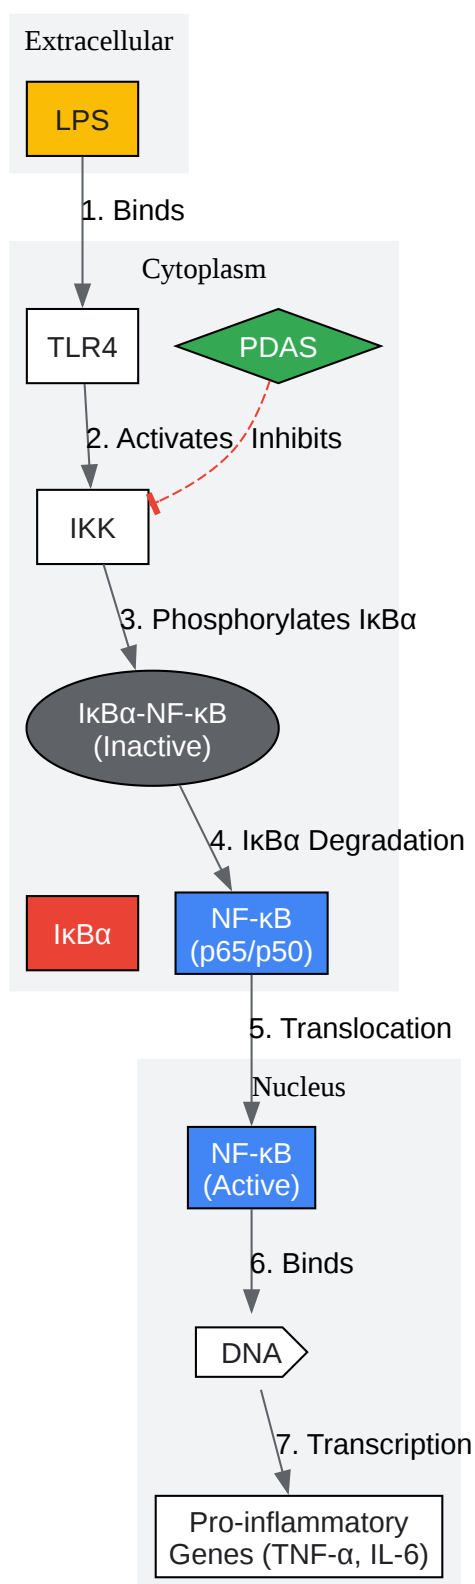 Extracellular
LPS
1. Binds
Cytoplasm
TLR4
PDAS
2. Activates
Inhibits
IKK
3. Phosphorylates IκBα
IκBα-NF-κB
(Inactive)
4. IκBα Degradation
IκBα
NF-κB
(p65/p50)
5. Translocation
Nucleus
NF-κB
(Active)
6. Binds
DNA
7. Transcription
Pro-inflammatory
Genes (TNF-α, IL-6)